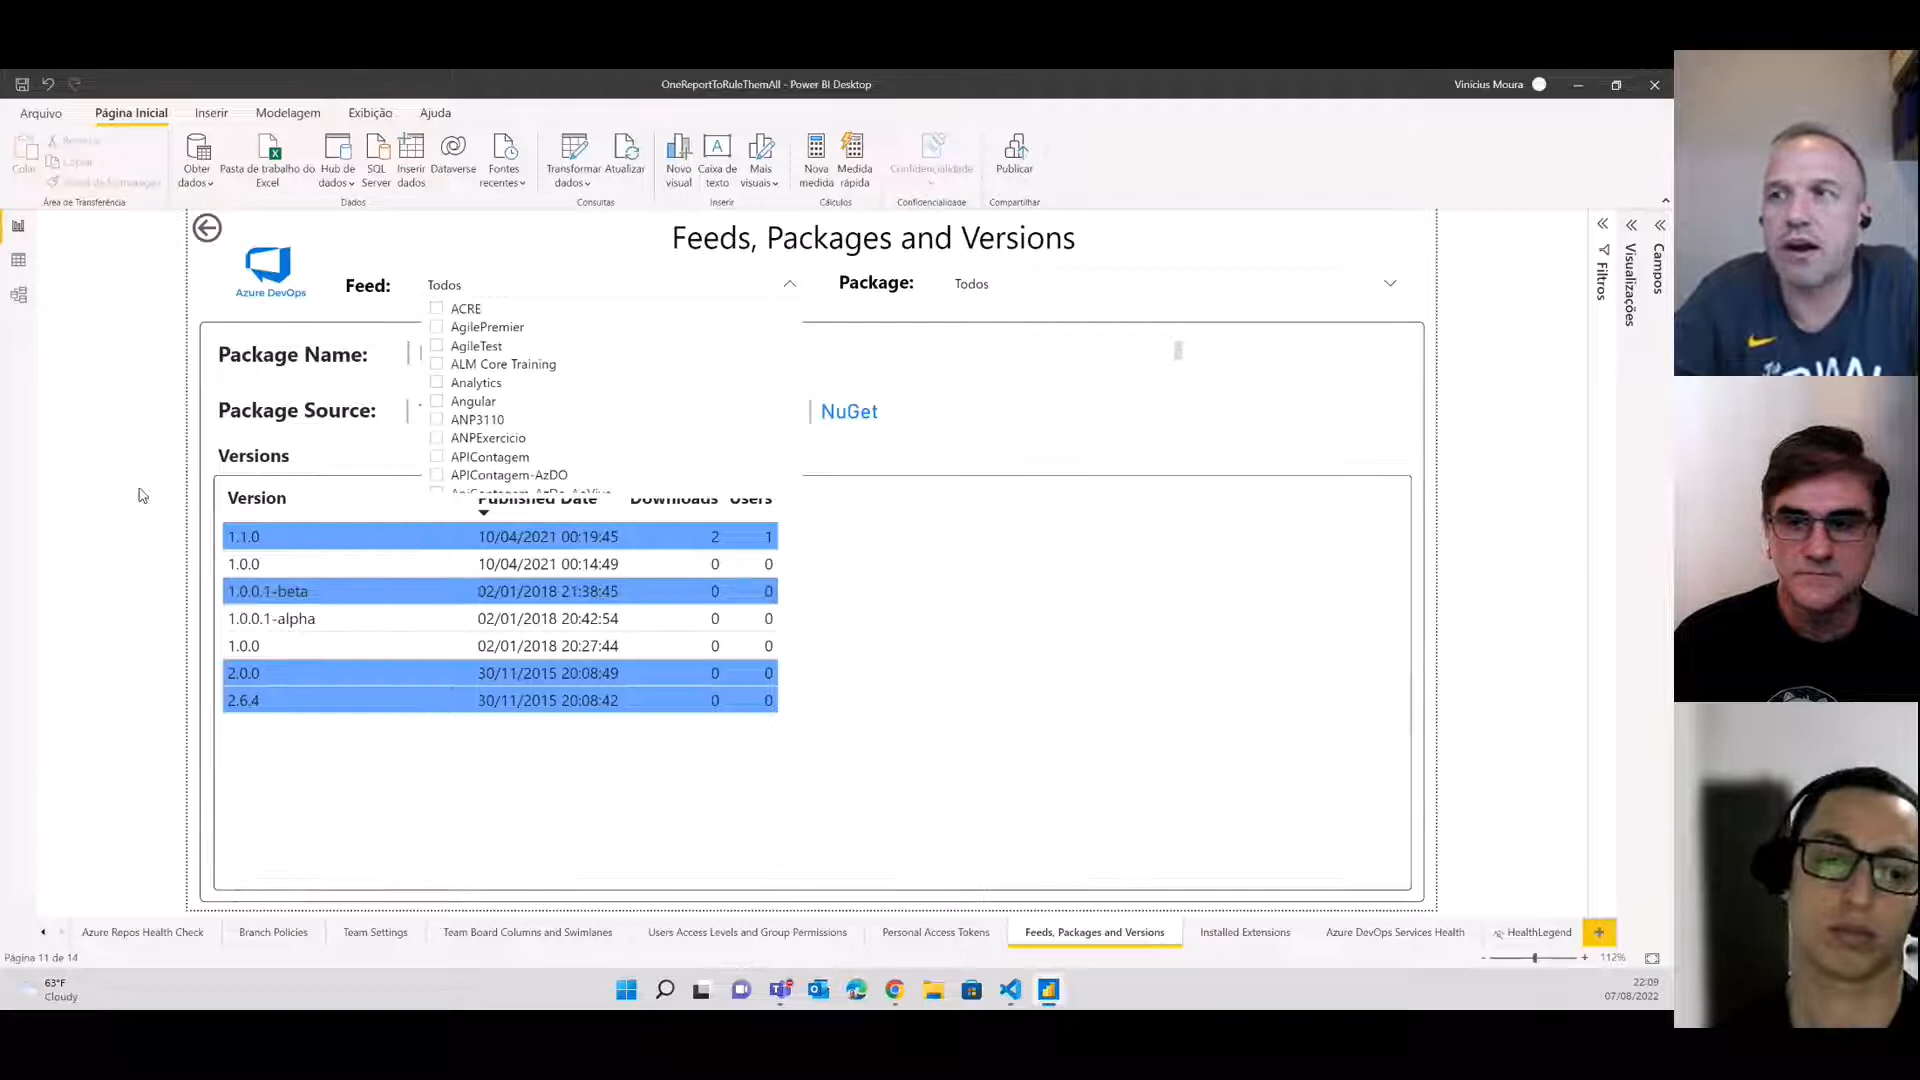 OneReportToRuleThemAll - Power BI Desktop
Vinicius Moura
Arquivo
Página Inicial
Inserir
Modelagem
Exibição
Ajuda
Colar
Copiar
Obter dados
Pasta de trabalho do Excel
Hub de dados
SQL Server
Inserir dados
Dataverse
Fontes recentes
Transformar dados
Atualizar
Novo visual
Caixa de texto
Mais visuais
Nova medida
Medida rápida
Confidencialidade
Publicar
Área de Transferência
Dados
Consultas
Inserir
Cálculos
Confidencialidade
Compartilhar
Feeds, Packages and Versions
Azure DevOps
Feed:
Todos
Package:
Todos
ACRE
AgilePremier
AgileTest
ALM Core Training
Analytics
Angular
ANP3110
ANPExercicio
APIContagem
APIContagem-AzDO
Package Name:
Package Source:
NuGet
Versions
Version Published Date Downloads Users
1.1.0 10/04/2021 00:19:45 2 1
1.0.0 10/04/2021 00:14:49 0 0
1.0.0.1-beta 02/01/2018 21:38:45 0 0
1.0.0.1-alpha 02/01/2018 20:42:54 0 0
1.0.0 02/01/2018 20:27:44 0 0
2.0.0 30/11/2015 20:08:49 0 0
2.6.4 30/11/2015 20:08:42 0 0
Filtros
Visualizações
Campos
Azure Repos Health Check
Branch Policies
Team Settings
Team Board Columns and Swimlanes
Users Access Levels and Group Permissions
Personal Access Tokens
Feeds, Packages and Versions
Installed Extensions
Azure DevOps Services Health
HealthLegend
Página 11 de 14
112%
63°F
Cloudy
22:09
07/08/2022